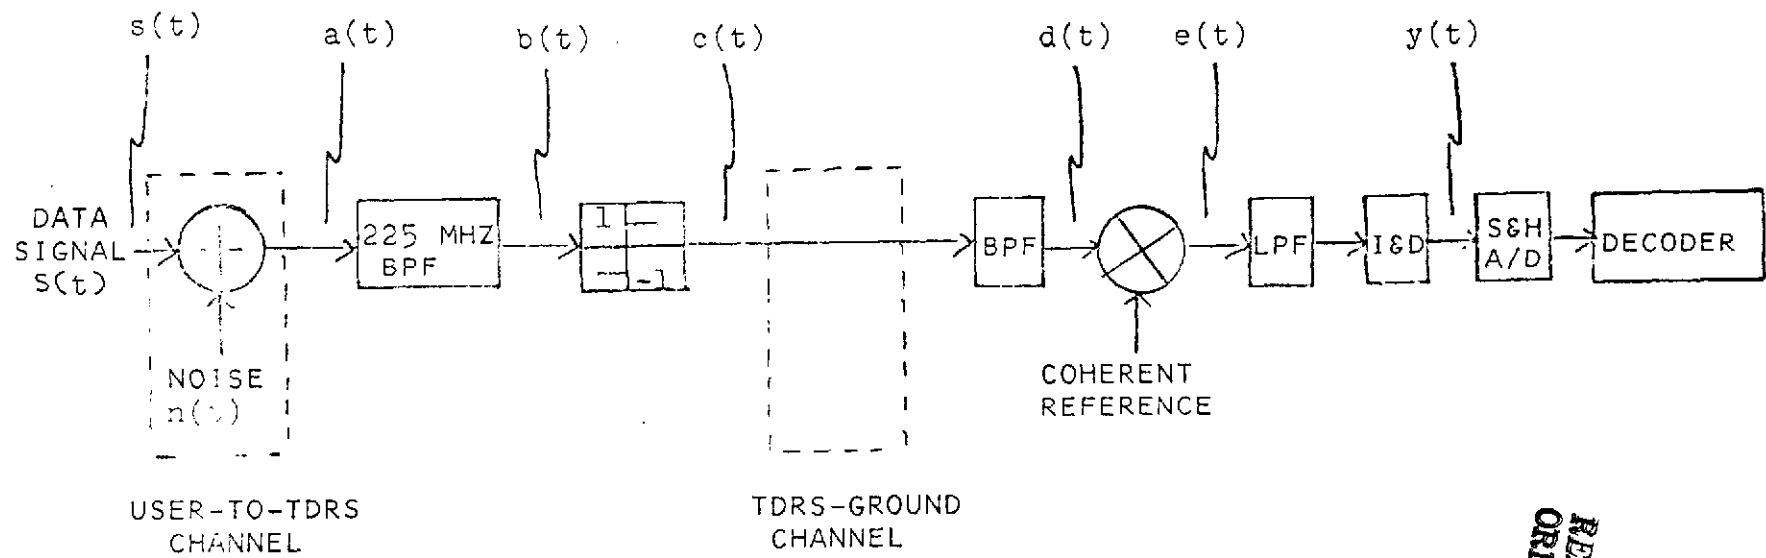 s(t)
a(t)
b(t)
c(t)
d(t)
e(t)
y(t)
DATA
SIGNAL
S(t)
225 MHZ
BPF
1
-1
BPF
LPF
I&D
S&H
A/D
DECODER
NOISE
n(t)
COHERENT
REFERENCE
USER-TO-TDRS
CHANNEL
TDRS-GROUND
CHANNEL